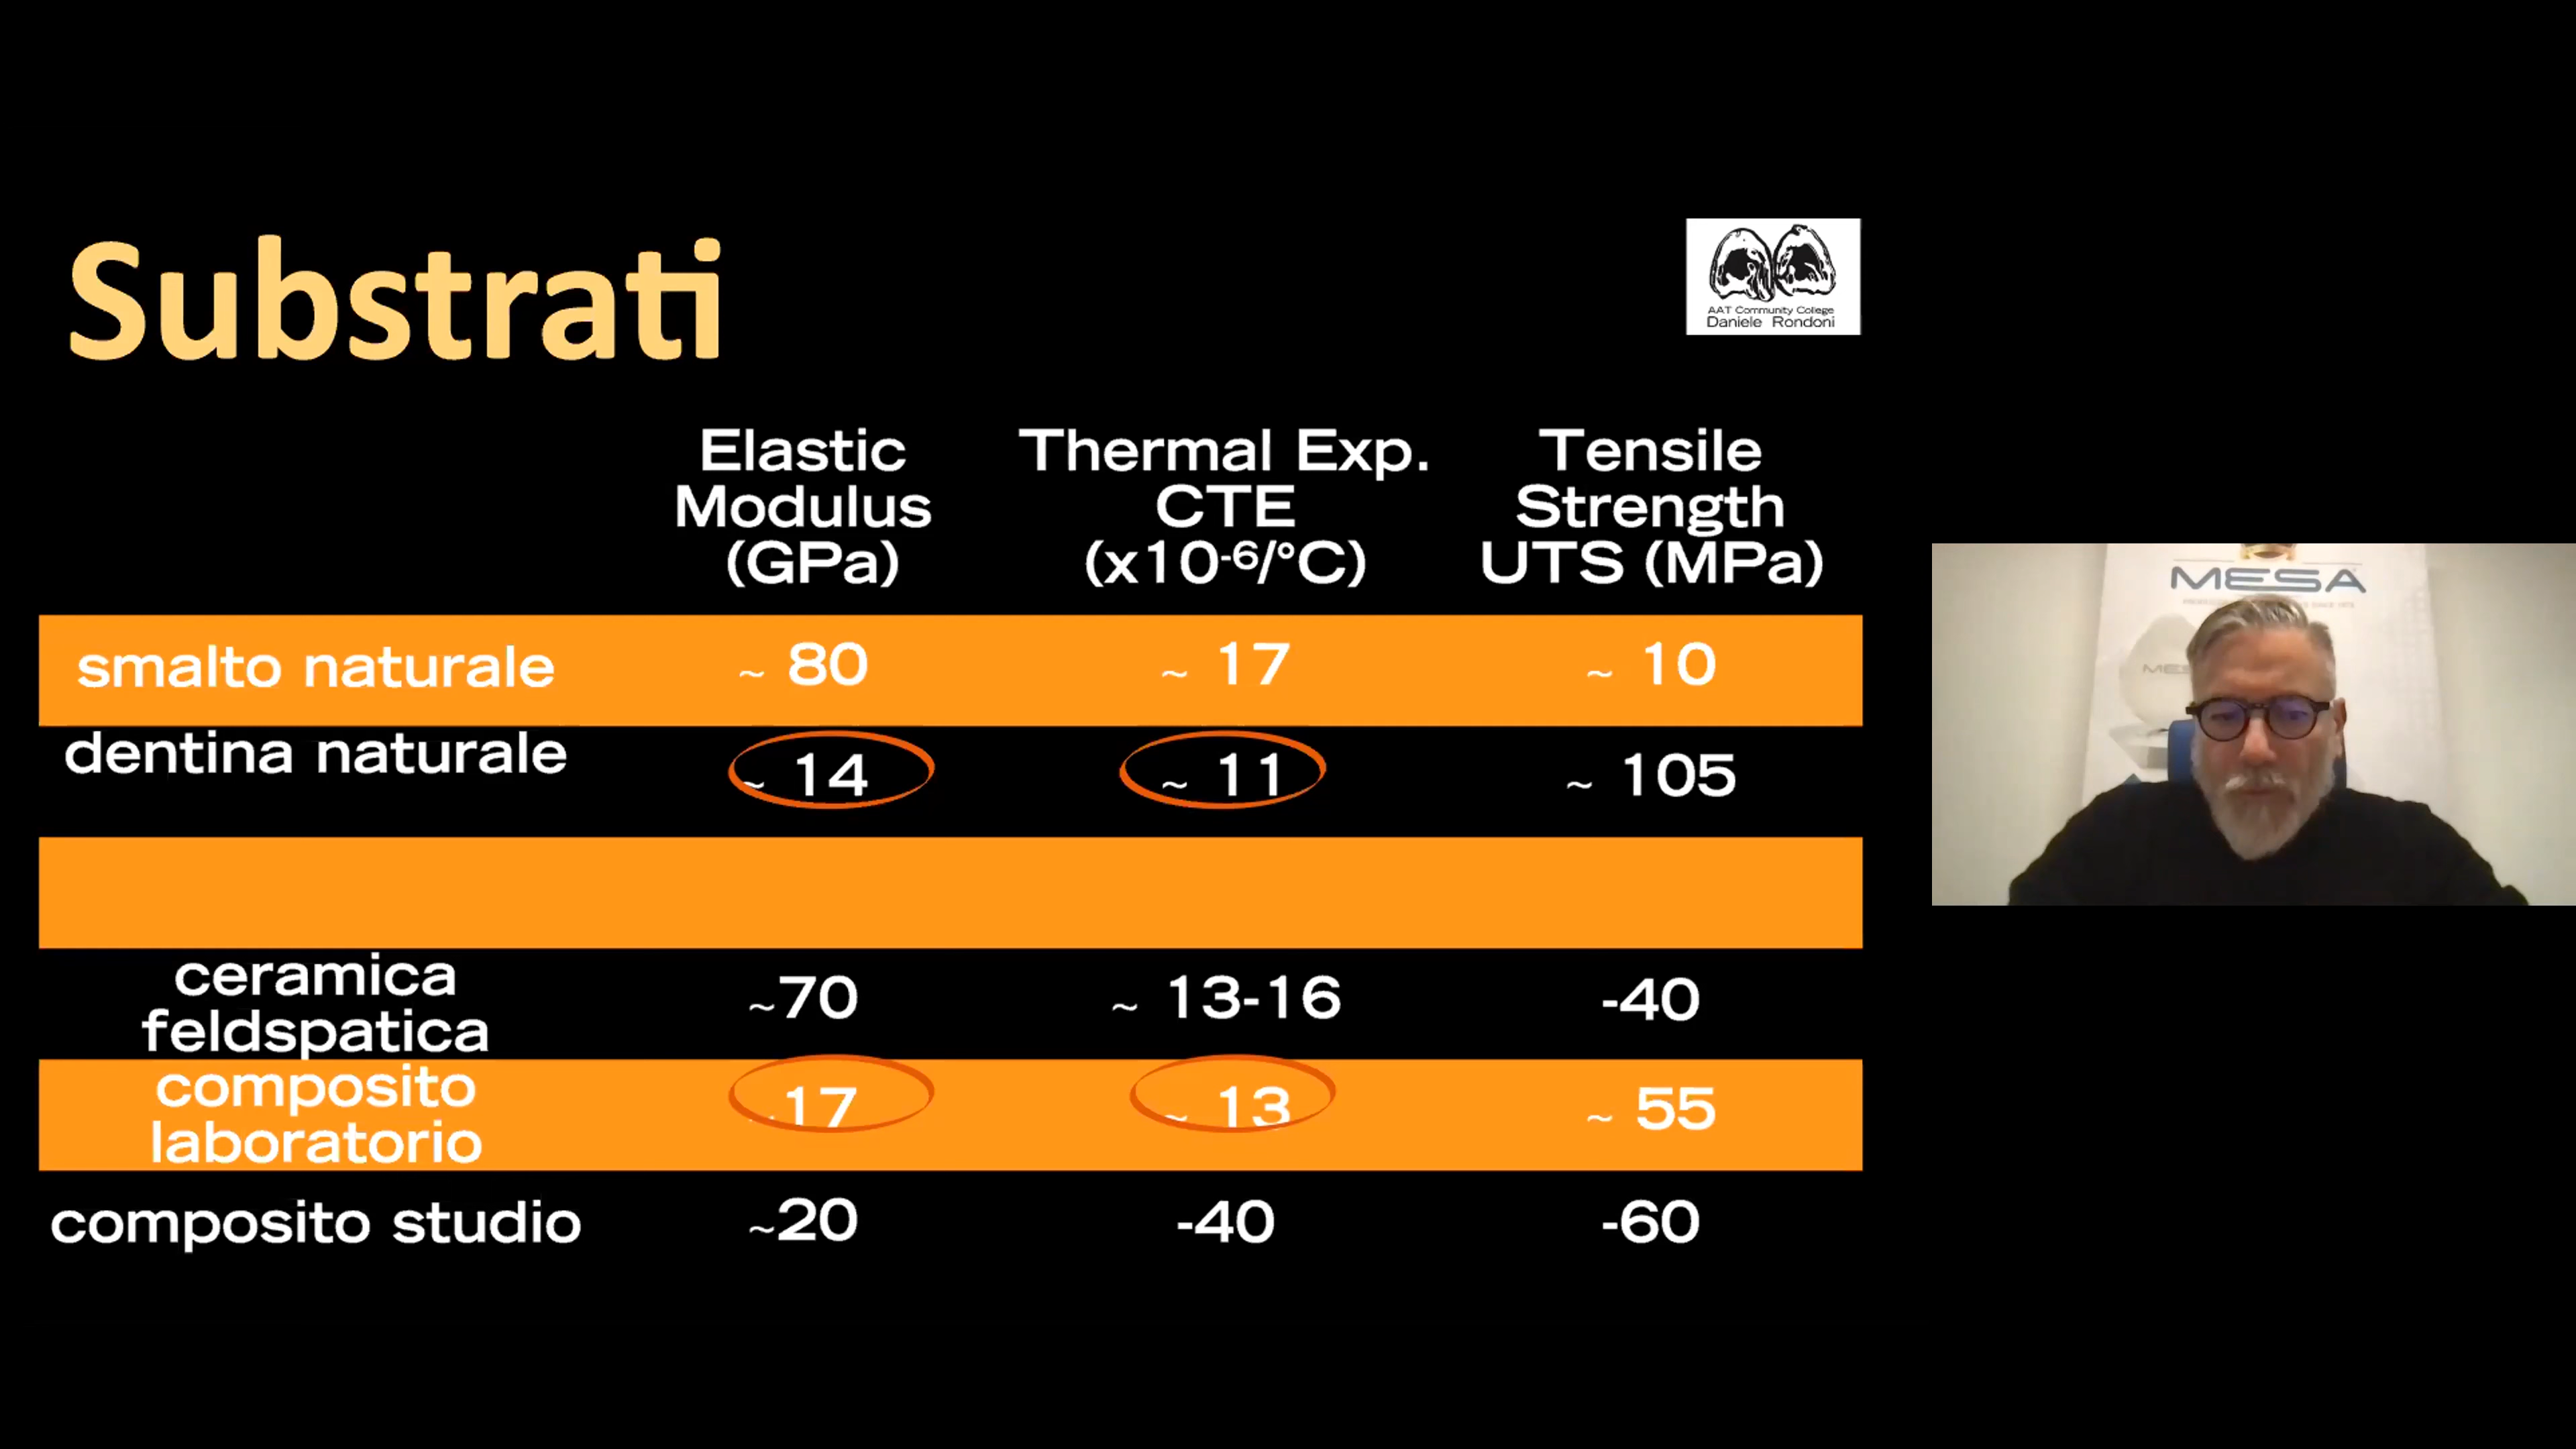 Substrati
AAT Community College
Daniele Rondoni
Elastic Modulus (GPa)
Thermal Exp. CTE (x10-6/°C)
Tensile Strength UTS (MPa)
smalto naturale ~ 80 ~ 17 ~ 10
dentina naturale ~ 14 ~ 11 ~ 105
ceramica feldspatica ~70 ~ 13-16 -40
composito laboratorio 17 ~ 13 ~ 55
composito studio ~20 -40 -60
MESA